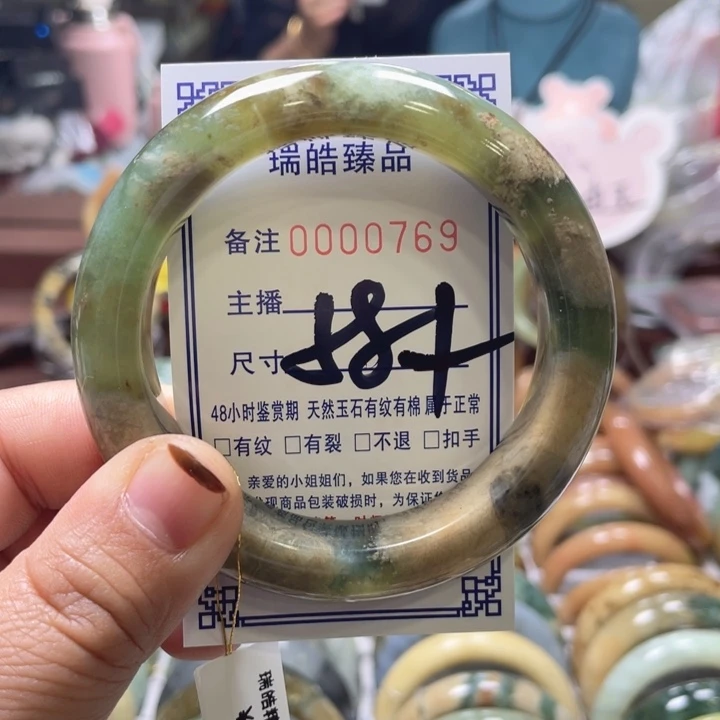 瑞皓臻品
备注 0000769
主播
尺寸 58+
48小时鉴赏期 天然玉石有纹有棉 属于正常
□有纹 □有裂 □不退 □扣手
亲爱的小姐姐们，如果您在收到货品
现商品包装破损时，为保证